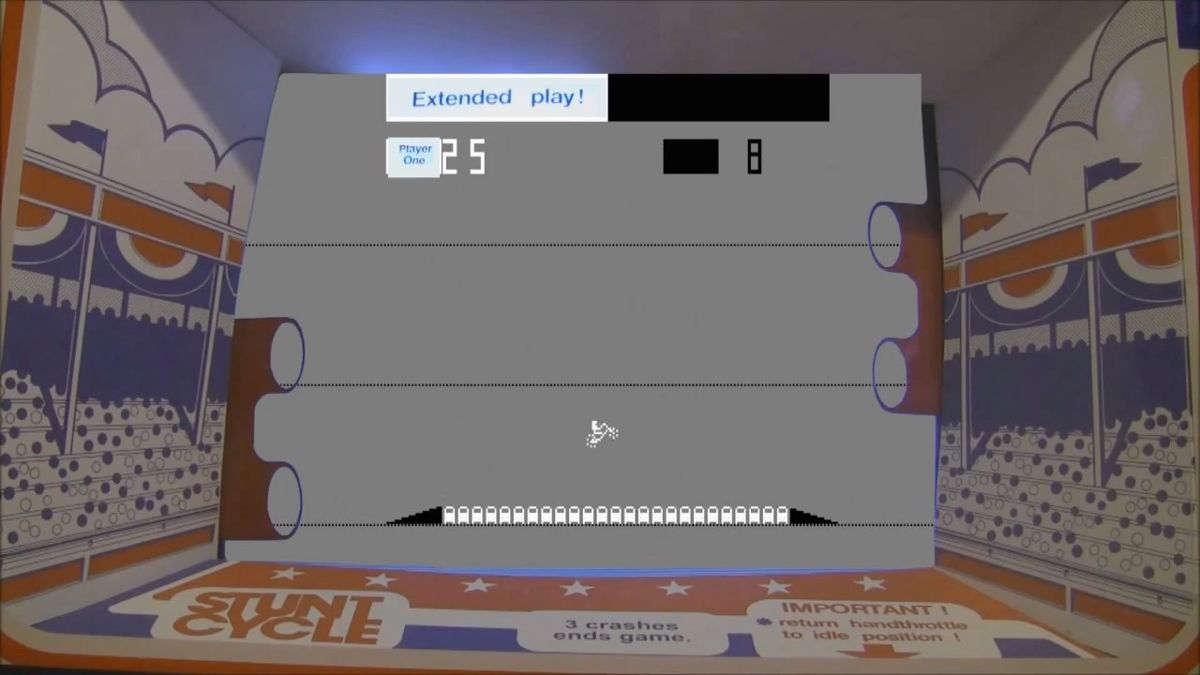 Extended play!
Player
One
25
8
STUNT
CYCLE
3 crashes
ends game.
IMPORTANT !
* return handthrottle
to idle position !